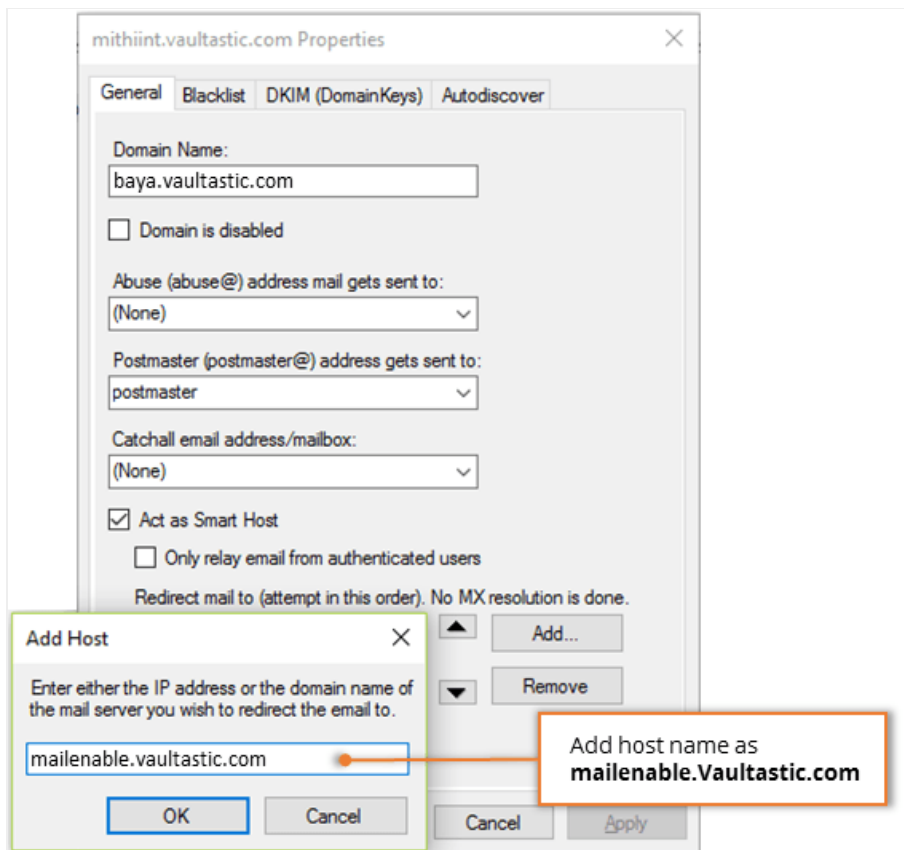 mithiint.vaultastic.com Properties
General Blacklist DKIM (DomainKeys) Autodiscover
Domain Name:
baya.vaultastic.com
Domain is disabled
Abuse (abuse@) address mail gets sent to:
(None)
Postmaster (postmaster@) address gets sent to:
postmaster
Catchall email address/mailbox:
(None)
Act as Smart Host
Only relay email from authenticated users
Redirect mail to (attempt in this order). No MX resolution is done.
Add...
Remove
Add Host
Enter either the IP address or the domain name of
the mail server you wish to redirect the email to.
mailenable.vaultastic.com
OK Cancel
Add host name as
mailenable.Vaultastic.com
Cancel Apply